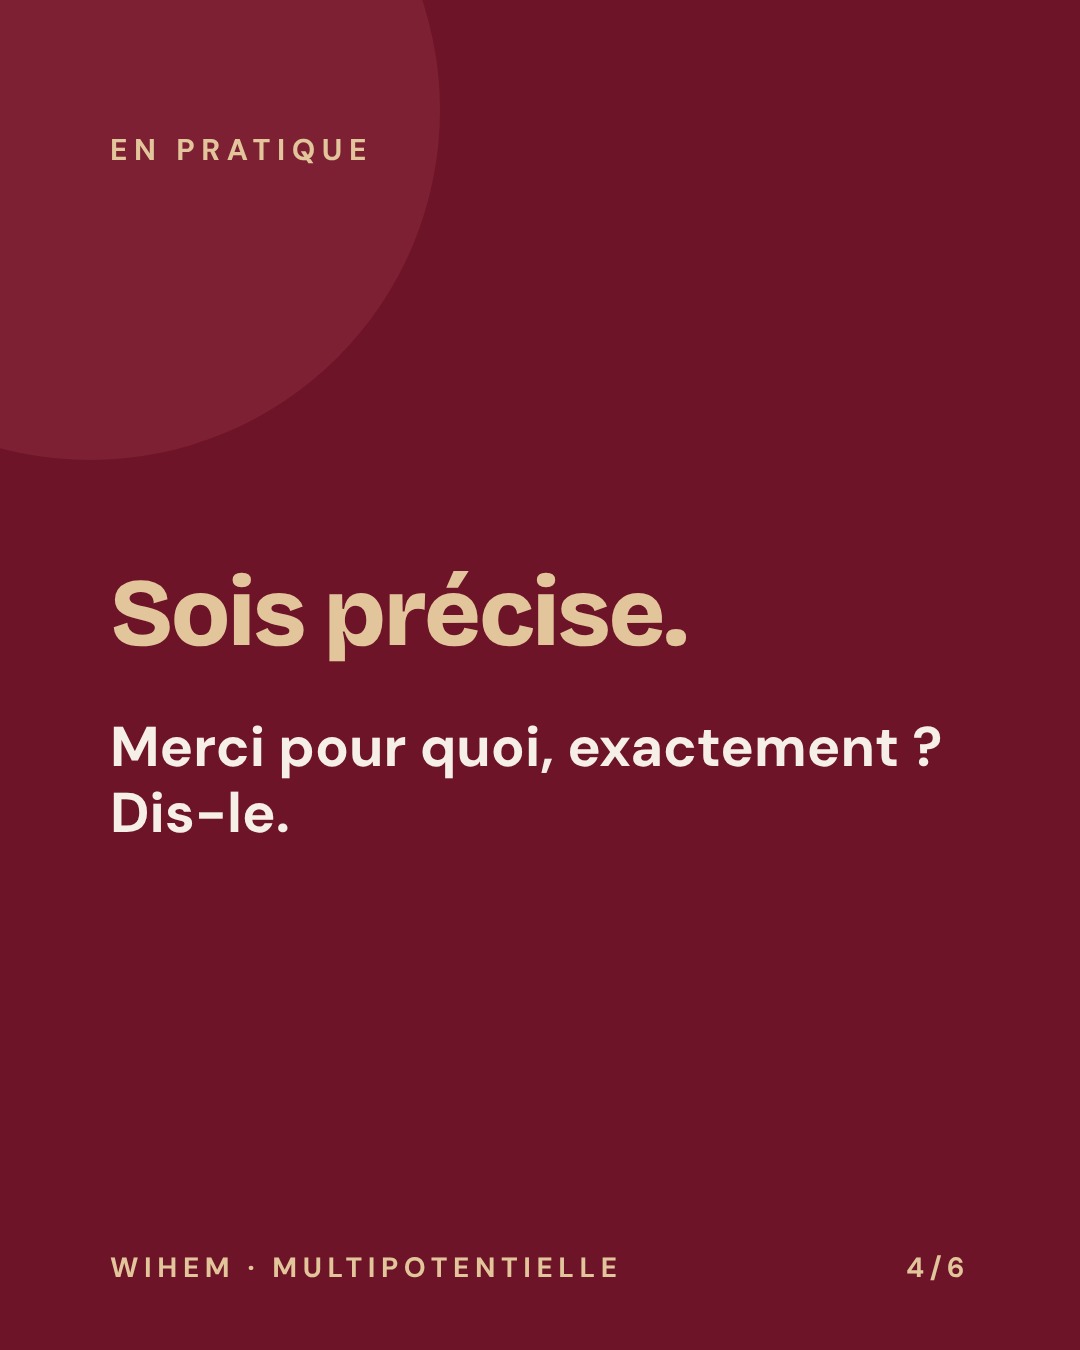 EN PRATIQUE
Sois précise.
Merci pour quoi, exactement ?
Dis-le.
WIHEM · MULTIPOTENTIELLE
4/6